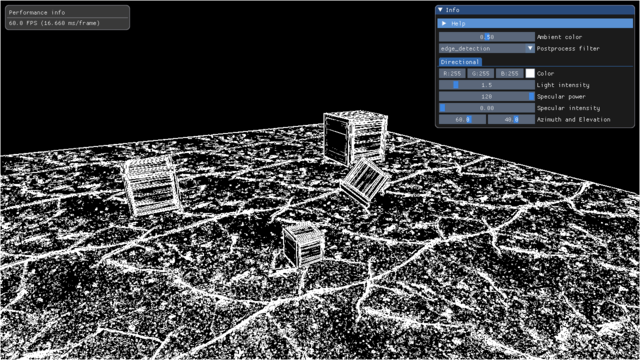 Performance info
60.0 FPS (16.660 ms/frame)
Info
Help
0.50 Ambient color
edge_detection Postprocess filter
Directional
R:255 G:255 B:255 Color
1.5 Light intensity
128 Specular power
0.00 Specular intensity
60.0 40.0 Azimuth and Elevation